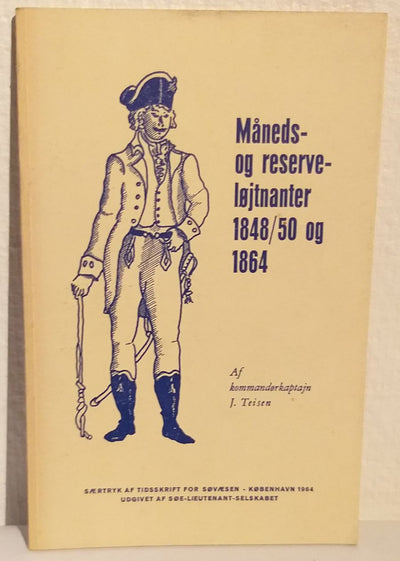 Måneds-
og reserve-
løjtnanter
1848/50 og
1864
Af
kommandørkaptajn
J. Teisen
SÆRTRYK AF TIDSSKRIFT FOR SØVÆSEN - KØBENHAVN 1964
UDGIVET AF SØE-LIEUTENANT-SELSKABET